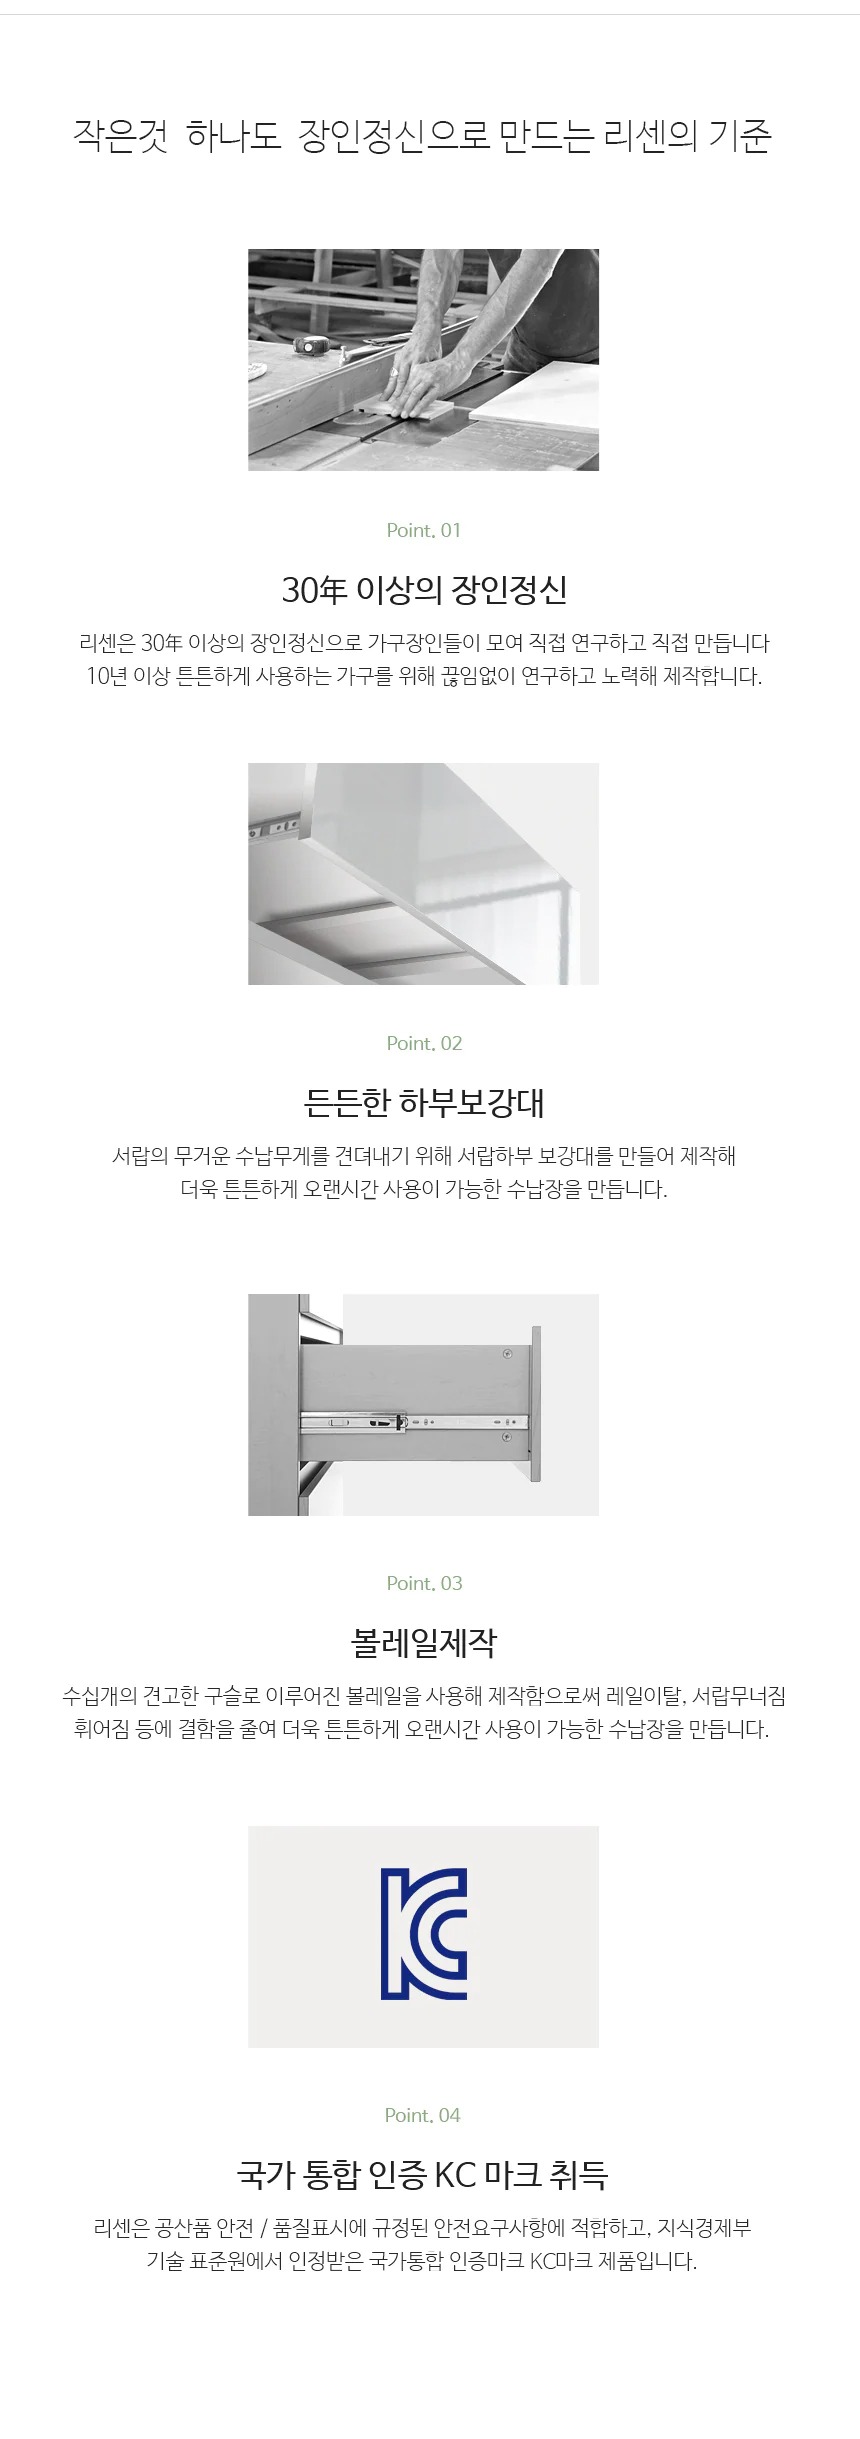 작은것 하나도 장인정신으로 만드는 리센의 기준
Point. 01
30年 이상의 장인정신
리센은 30年 이상의 장인정신으로 가구장인들이 모여 직접 연구하고 직접 만듭니다
10년 이상 튼튼하게 사용하는 가구를 위해 끊임없이 연구하고 노력해 제작합니다.
Point. 02
든든한 하부보강대
서랍의 무거운 수납무게를 견뎌내기 위해 서랍하부 보강대를 만들어 제작해
더욱 튼튼하게 오랜시간 사용이 가능한 수납장을 만듭니다.
Point. 03
볼레일제작
수십개의 견고한 구슬로 이루어진 볼레일을 사용해 제작함으로써 레일이탈, 서랍무너짐
휘어짐 등에 결함을 줄여 더욱 튼튼하게 오랜시간 사용이 가능한 수납장을 만듭니다.
KC
Point. 04
국가 통합 인증 KC 마크 취득
리센은 공산품 안전 / 품질표시에 규정된 안전요구사항에 적합하고, 지식경제부
기술 표준원에서 인정받은 국가통합 인증마크 KC마크 제품입니다.